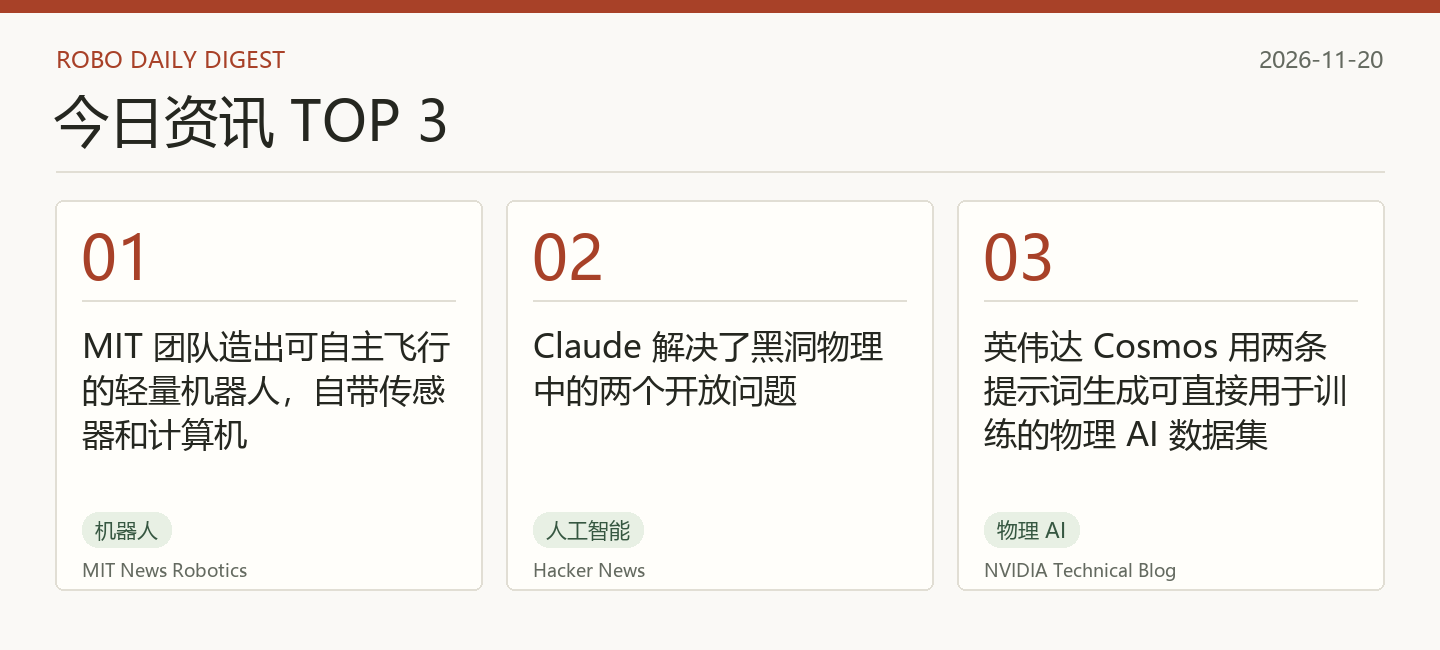 ROBO DAILY DIGEST
2026-11-20
今日资讯 TOP 3
01
MIT 团队造出可自主飞行
的轻量机器人，自带传感
器和计算机
机器人
MIT News Robotics
02
Claude 解决了黑洞物理
中的两个开放问题
人工智能
Hacker News
03
英伟达 Cosmos 用两条
提示词生成可直接用于训
练的物理 AI 数据集
物理 AI
NVIDIA Technical Blog